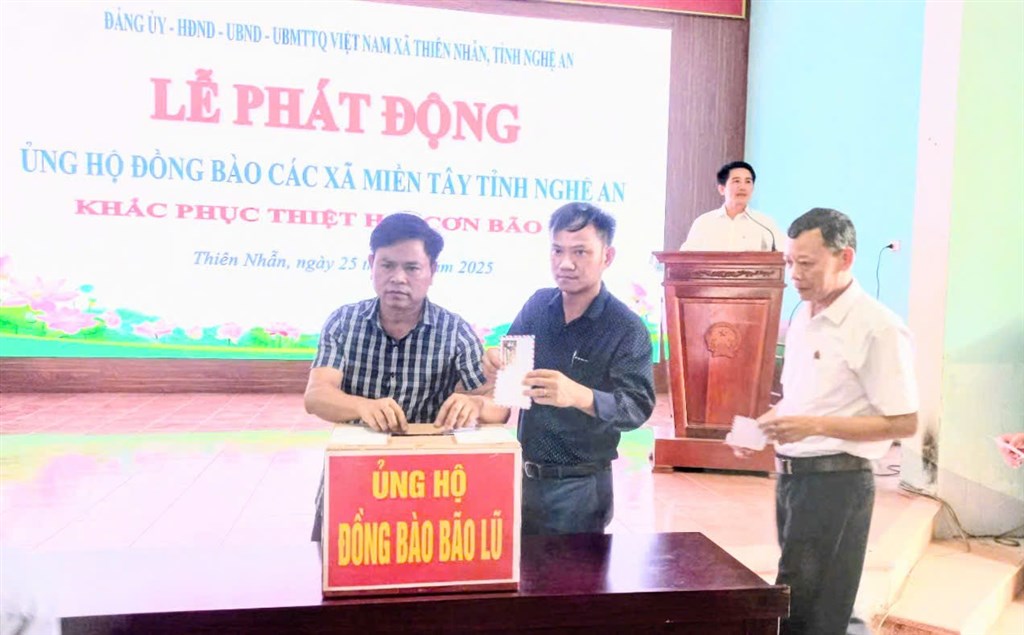 ĐẢNG ỦY - HĐND - UBND - UBMTTQ VIỆT NAM XÃ THIÊN NHẪN, TỈNH NGHỆ AN
LỄ PHÁT ĐỘNG
ỦNG HỘ ĐỒNG BÀO CÁC XÃ MIỀN TÂY TỈNH NGHỆ AN
KHẮC PHỤC THIỆT CƠN BÃO
Thiên Nhẫn, ngày 25 2025
ỦNG HỘ
ĐỒNG BÀO BÃO LŨ